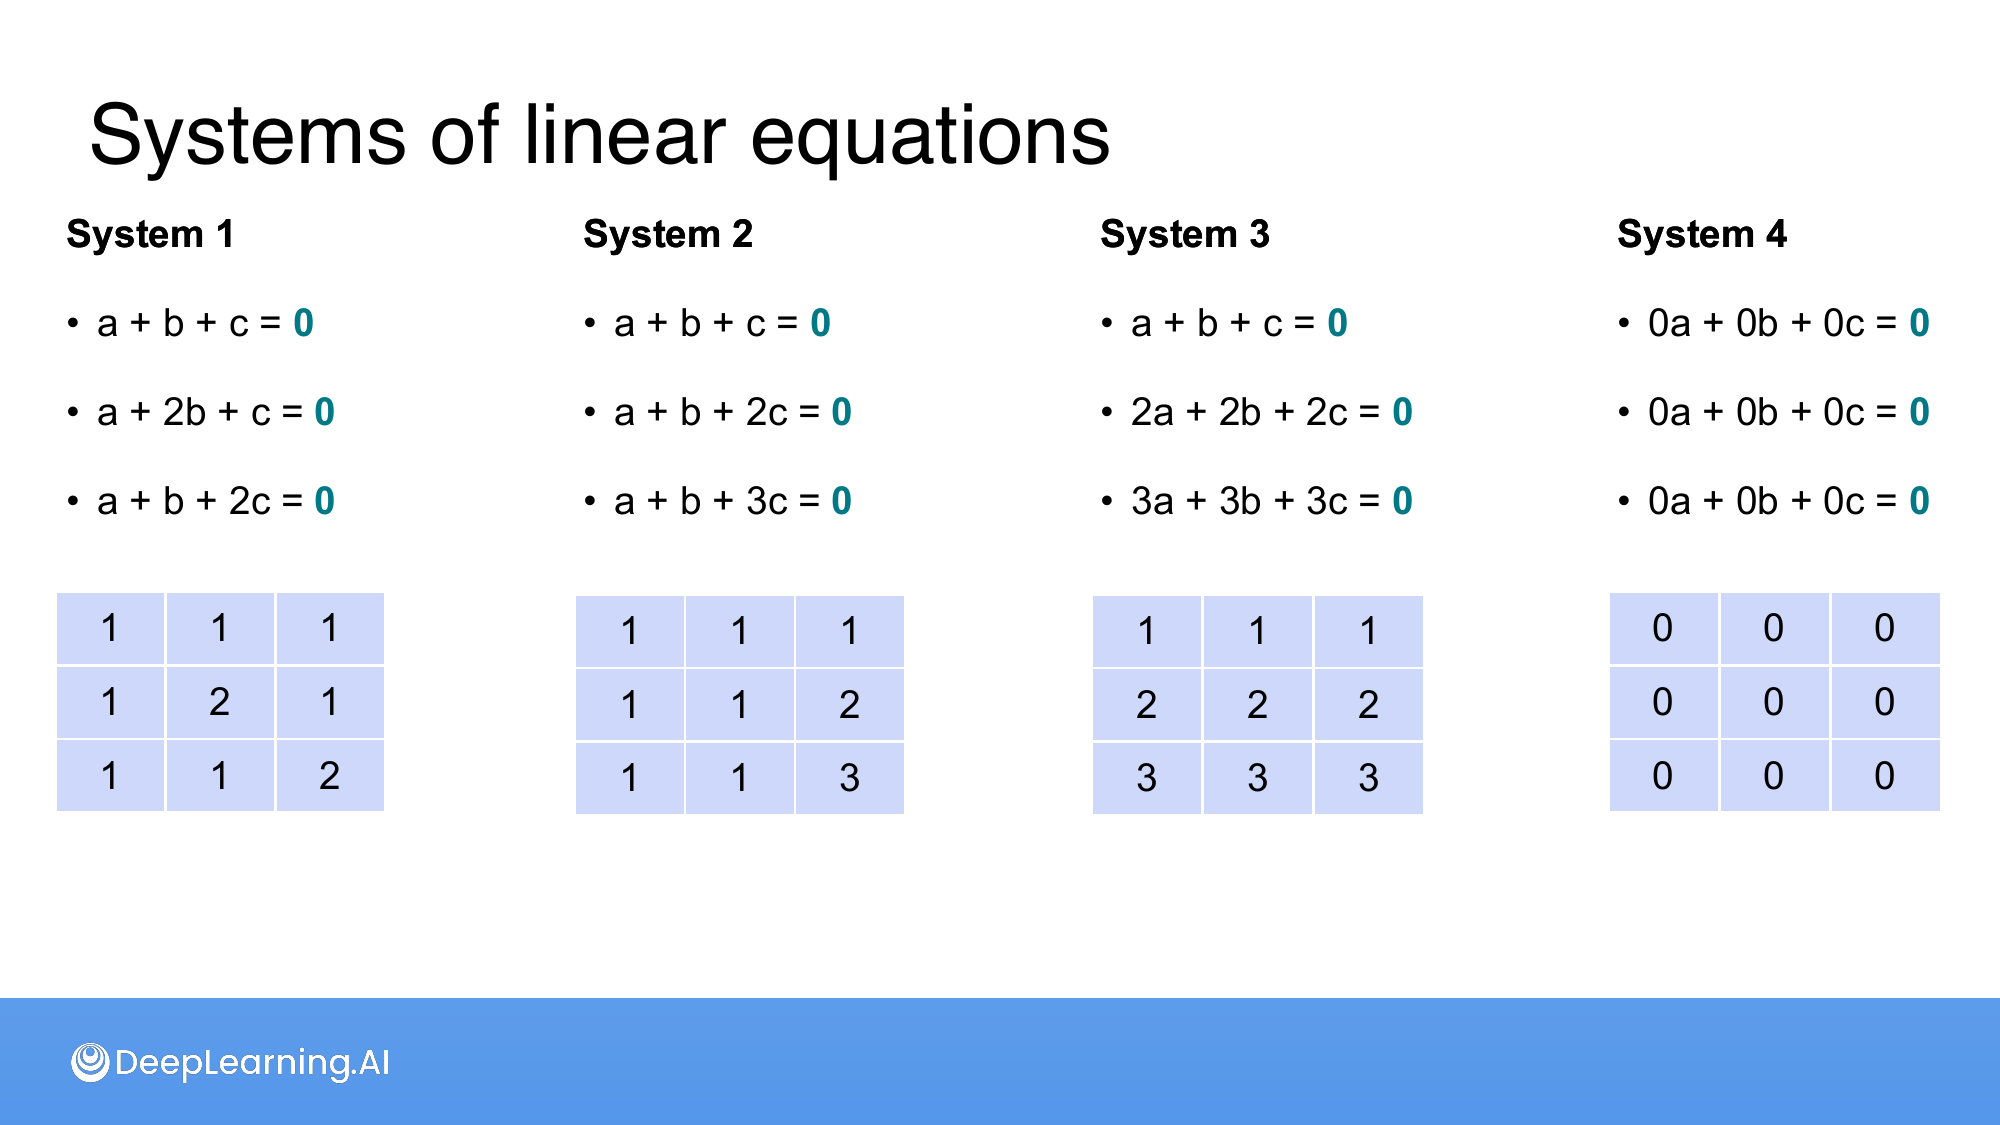 Systems of linear equations
System 1
• a + b + c = 0
• a + 2b + c = 0
• a + b + 2c = 0
1 1 1
1 2 1
1 1 2
System 2
• a + b + c = 0
• a + b + 2c = 0
• a + b + 3c = 0
1 1 1
1 1 2
1 1 3
System 3
• a + b + c = 0
• 2a + 2b + 2c = 0
• 3a + 3b + 3c = 0
1 1 1
2 2 2
3 3 3
System 4
• 0a + 0b + 0c = 0
• 0a + 0b + 0c = 0
• 0a + 0b + 0c = 0
0 0 0
0 0 0
0 0 0
DeepLearning.AI